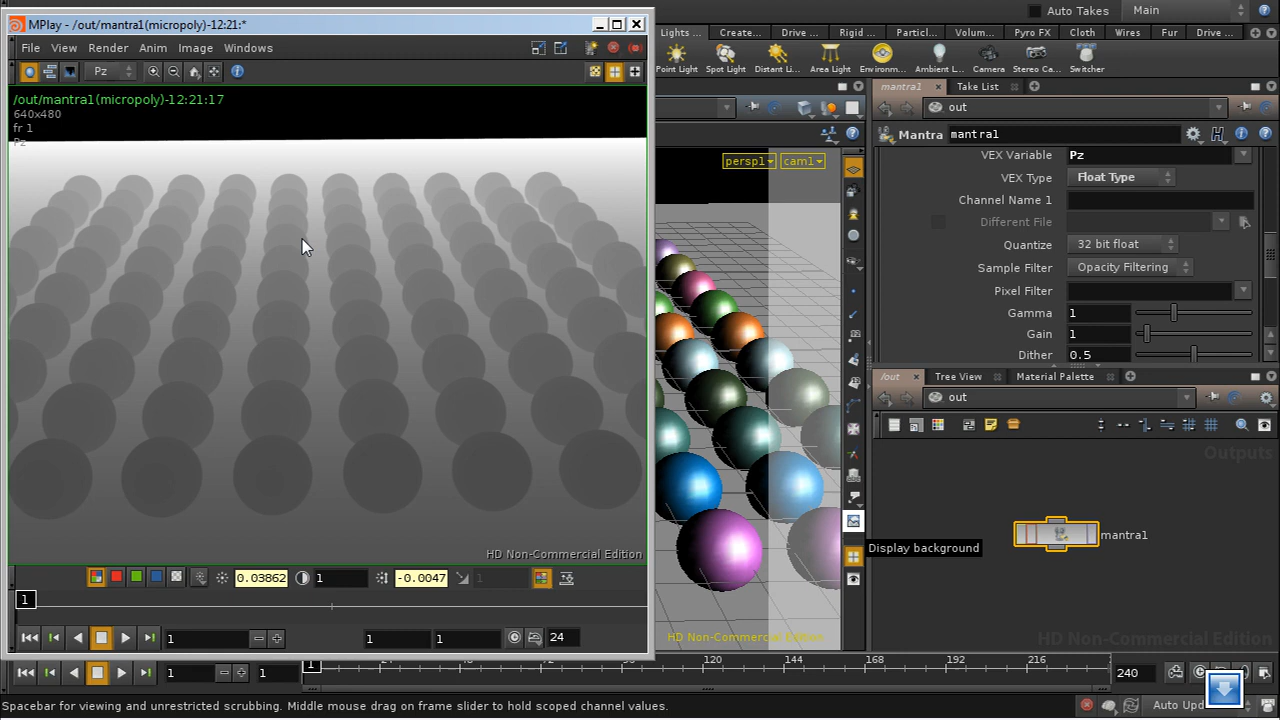 MPlay - /out/mantra1(micropoly)-12:21:*
File View Render Anim Image Windows
Pz
/out/mantra1(micropoly)-12:21:17
640x480
fr 1
Pz
HD Non-Commercial Edition
0.03862 1 -0.0047 1
1
1 1 1 24
Auto Takes Main
Lights ... Create... Drive ... Rigid ... Particl... Volum... Pyro FX Cloth Wires Fur Drive ...
Point Light Spot Light Distant Li... Area Light Environm... Ambient L... Camera Stereo Ca... Switcher
persp1 cam1
HD Non-Commercial Edition
Display background
mantra1 Take List
out
Mantra mantra1
VEX Variable Pz
VEX Type Float Type
Channel Name 1
Different File
Quantize 32 bit float
Sample Filter Opacity Filtering
Pixel Filter
Gamma 1
Gain 1
Dither 0.5
/out Tree View Material Palette
out
Outputs
mantra1
HD Non-Commercial Edition
1 1 1 120 144 168 192 216 240
Spacebar for viewing and unrestricted scrubbing. Middle mouse drag on frame slider to hold scoped channel values.
Auto Up